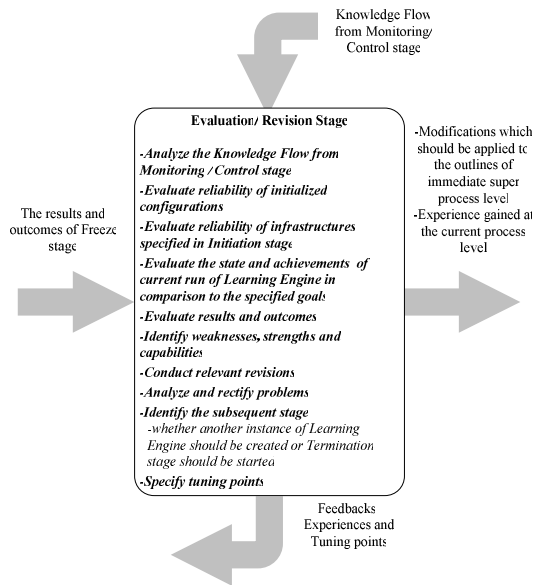 Knowledge Flow
from Monitoring/
Control stage
Evaluation/ Revision Stage
-Analyze the Knowledge Flow from
Monitoring / Control stage
-Evaluate reliability of initialized
configurations
-Evaluate reliability of infrastructures
specified in Initiation stage
-Evaluate the state and achievements of
current run of Learning Engine in
comparison to the specified goals
-Evaluate results and outcomes
-Identify weaknesses, strengths and
capabilities
-Conduct relevant revisions
-Analyze and rectify problems
-Identify the subsequent stage
-whether another instance of Learning
Engine should be created or Termination
stage should be started
-Specify tuning points
The results and
outcomes of Freeze
stage
-Modifications which
should be applied to
the outlines of
immediate super
process level
-Experience gained at
the current process
level
Feedbacks
Experiences and
Tuning points